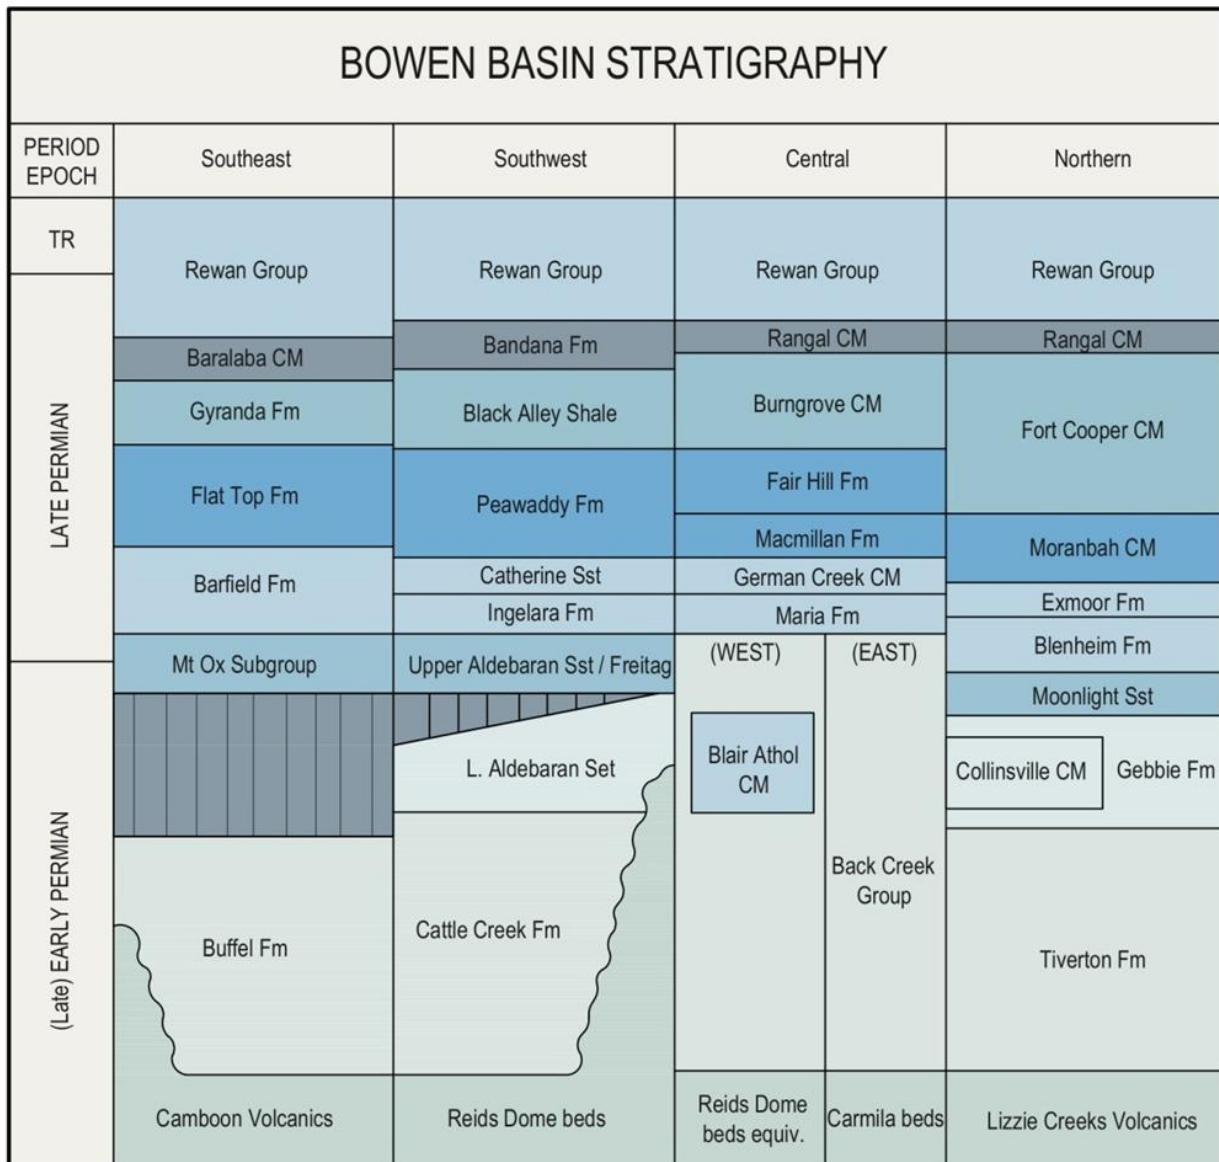 BOWEN BASIN STRATIGRAPHY
PERIOD
EPOCH
Southeast
Southwest
Central
Northern
TR
LATE PERMIAN
(Late) EARLY PERMIAN
Rewan Group
Baralaba CM
Gyranda Fm
Flat Top Fm
Barfield Fm
Mt Ox Subgroup
Buffel Fm
Camboon Volcanics
Rewan Group
Bandana Fm
Black Alley Shale
Peawaddy Fm
Catherine Sst
Ingelara Fm
Upper Aldebaran Sst / Freitag
L. Aldebaran Set
Cattle Creek Fm
Reids Dome beds
Rewan Group
Rangal CM
Burngrove CM
Fair Hill Fm
Macmillan Fm
German Creek CM
Maria Fm
(WEST)
Blair Athol
CM
Reids Dome
beds equiv.
(EAST)
Back Creek
Group
Carmila beds
Rewan Group
Rangal CM
Fort Cooper CM
Moranbah CM
Exmoor Fm
Blenheim Fm
Moonlight Sst
Collinsville CM
Gebbie Fm
Tiverton Fm
Lizzie Creeks Volcanics